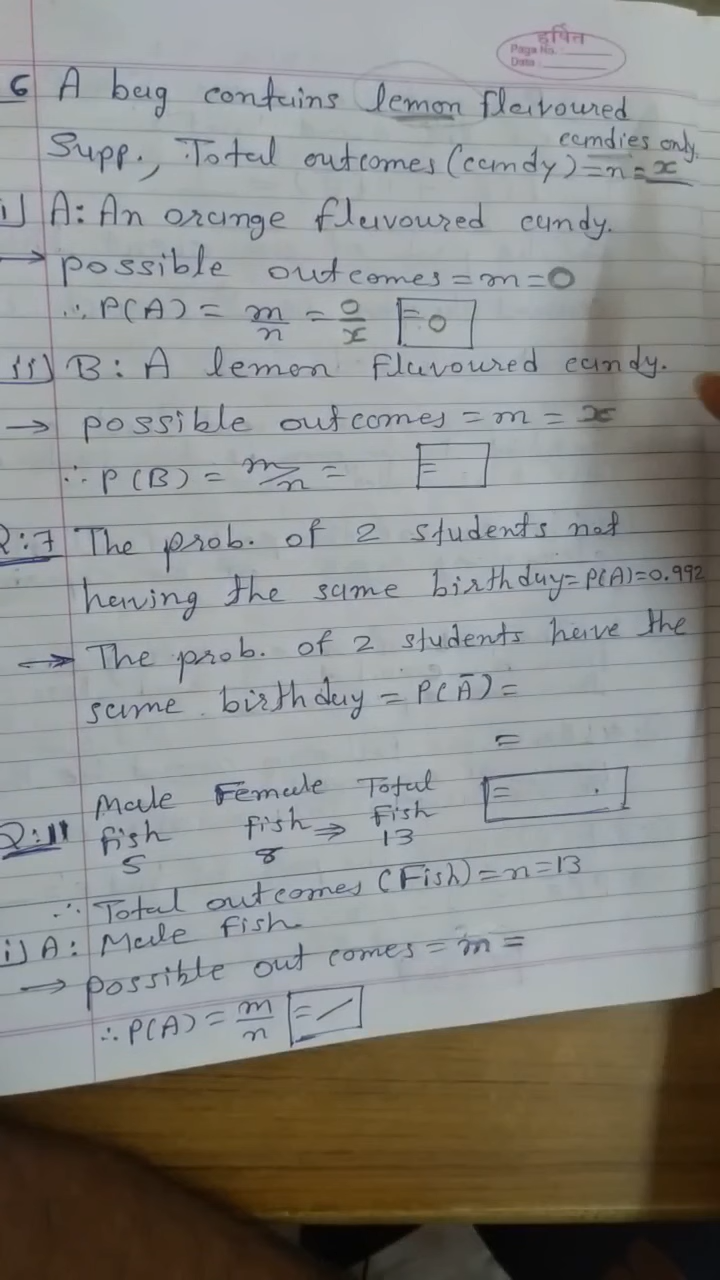 हर्षित
Page No.
Date
6 A bag contains lemon flavoured
candies only.
Supp., Total outcomes (candy) = n = x
i) A: An orange flavoured candy.
→ possible outcomes = m = 0
∴ P(A) = m/n = 0/x = 0
ii) B: A lemon flavoured candy.
→ possible outcomes = m = x
∴ P(B) = m/n = =
Q:7 The prob. of 2 students not
having the same birthday = P(A) = 0.992
→ The prob. of 2 students have the
same birthday = P(Ā) =
=
=
Q:11 Male fish 5 Female fish 8 ⇒ Total Fish 13
∴ Total outcomes (Fish) = n = 13
i) A: Male fish
→ possible out comes = m =
∴ P(A) = m/n = —